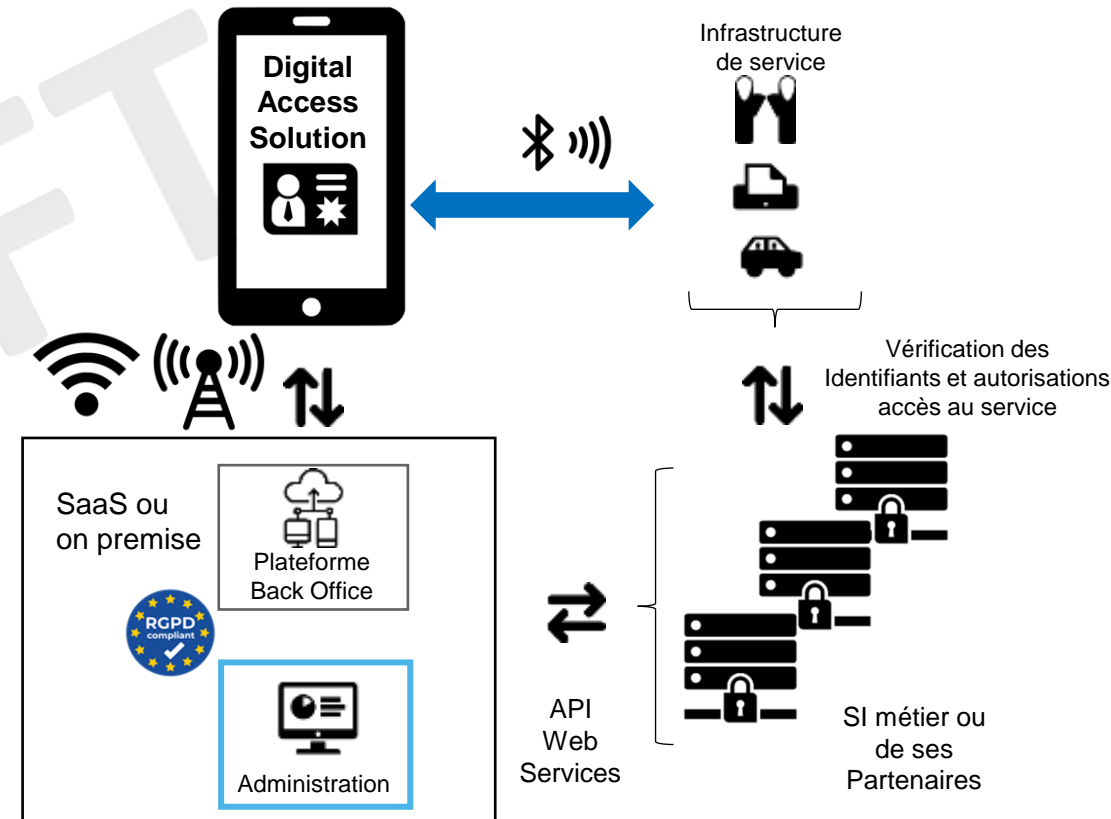 Digital
Access
Solution
Infrastructure
de service
Vérification des
Identifiants et autorisations
accès au service
SaaS ou
on premise
Plateforme
Back Office
RGPD
compliant
Administration
API
Web
Services
SI métier ou
de ses
Partenaires
FT